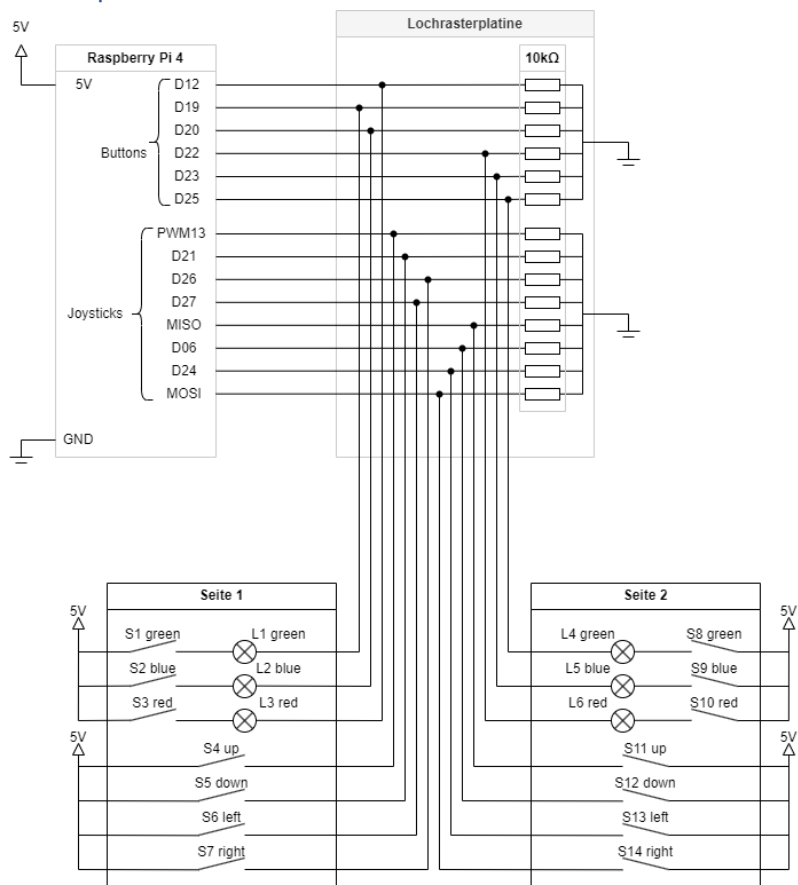 Lochrasterplatine
5V
Raspberry Pi 4
10kΩ
5V
D12
D19
D20
Buttons
D22
D23
D25
PWM13
D21
D26
D27
Joysticks
MISO
D06
D24
MOSI
GND
Seite 1
5V
S1 green
L1 green
S2 blue
L2 blue
S3 red
L3 red
5V
S4 up
S5 down
S6 left
S7 right
Seite 2
5V
L4 green
S8 green
L5 blue
S9 blue
L6 red
S10 red
5V
S11 up
S12 down
S13 left
S14 right